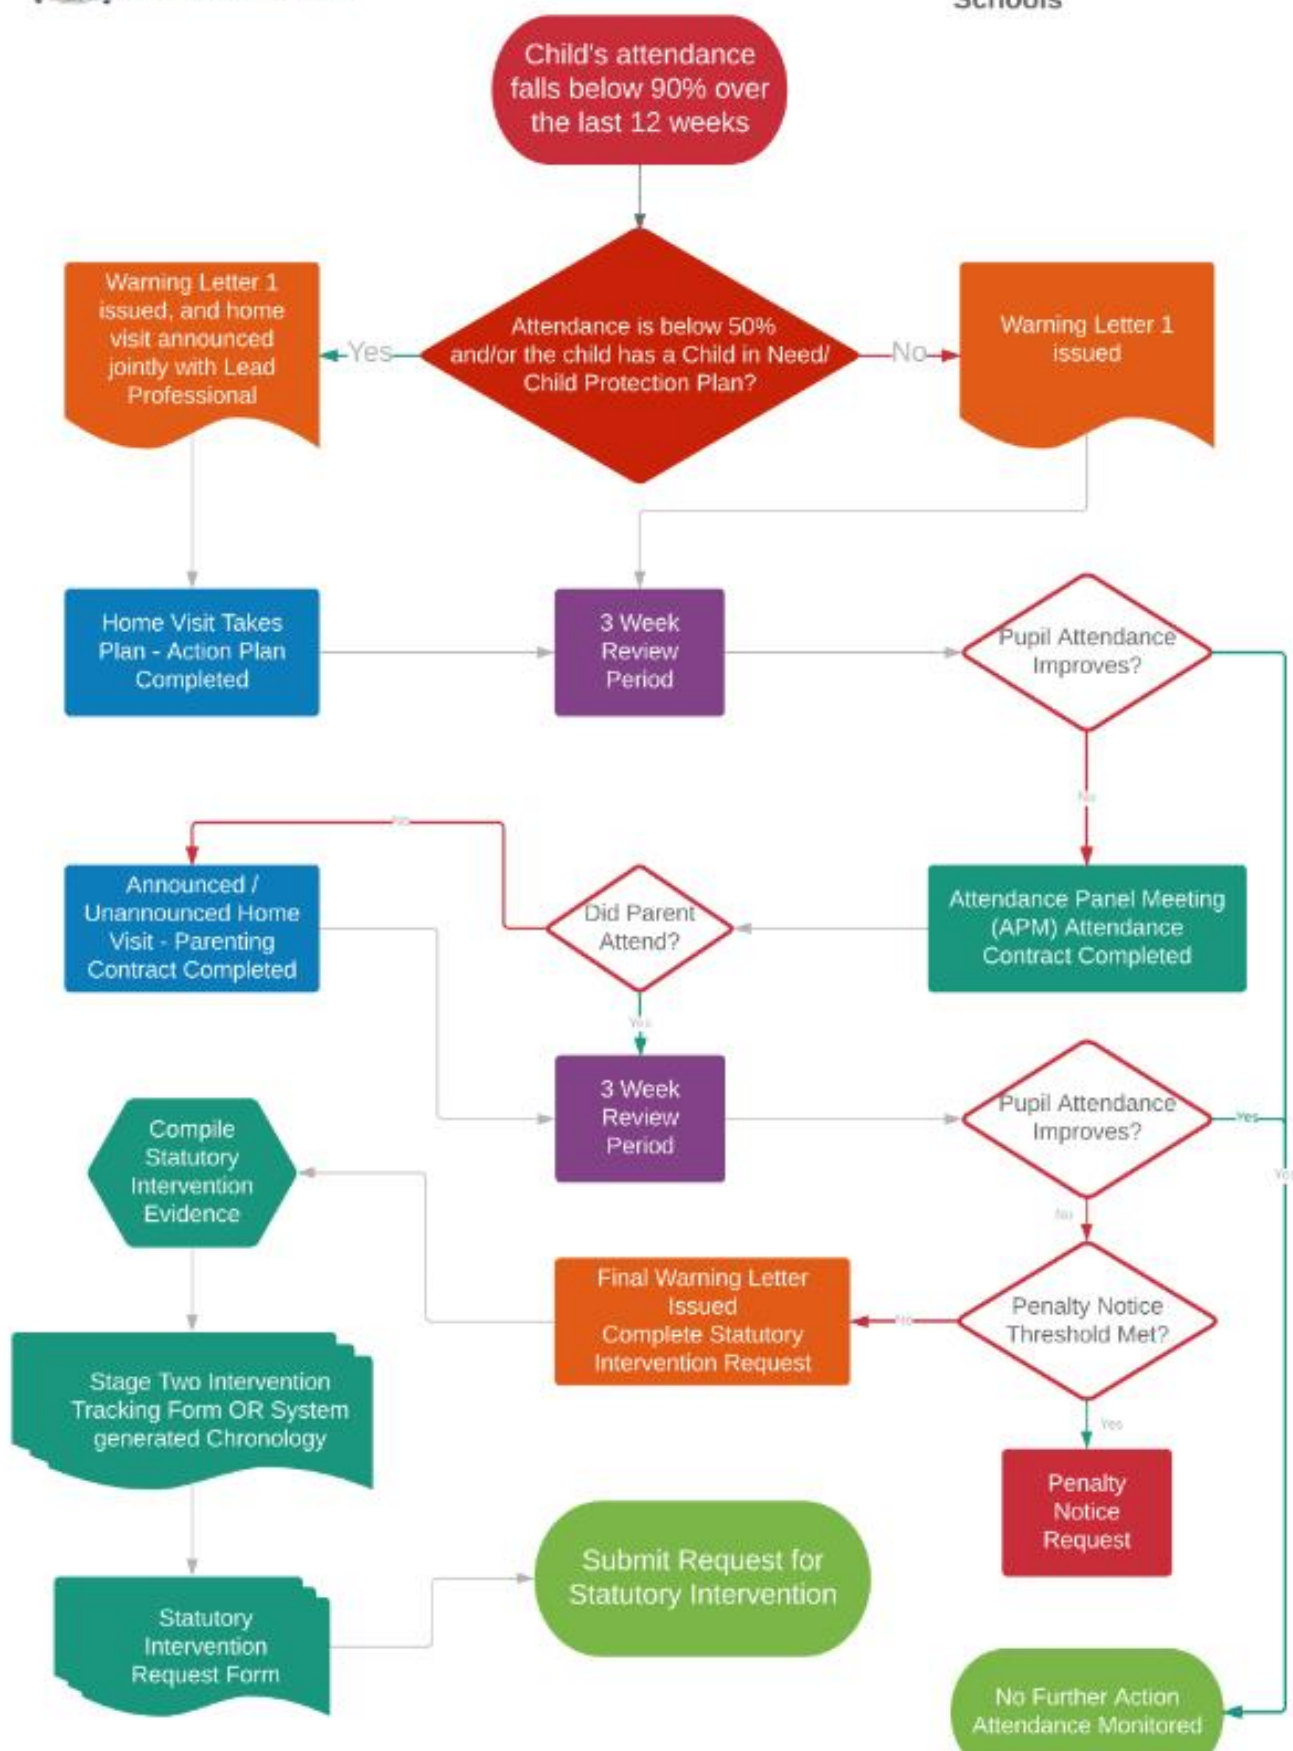 Schools
Child's attendance
falls below 90% over
the last 12 weeks
Warning Letter 1
issued, and home
visit announced
jointly with Lead
Professional
Yes
Attendance is below 50%
and/or the child has a Child in Need/
Child Protection Plan?
No
Warning Letter 1
issued
Home Visit Takes
Plan - Action Plan
Completed
3 Week
Review
Period
Pupil Attendance
Improves?
No
No
Announced /
Unannounced Home
Visit - Parenting
Contract Completed
Did Parent
Attend?
Attendance Panel Meeting
(APM) Attendance
Contract Completed
Yes
3 Week
Review
Period
Pupil Attendance
Improves?
Yes
Yes
No
Compile
Statutory
Intervention
Evidence
Final Warning Letter
Issued
Complete Statutory
Intervention Request
No
Penalty Notice
Threshold Met?
Yes
Stage Two Intervention
Tracking Form OR System
generated Chronology
Penalty
Notice
Request
Submit Request for
Statutory Intervention
Statutory
Intervention
Request Form
No Further Action
Attendance Monitored